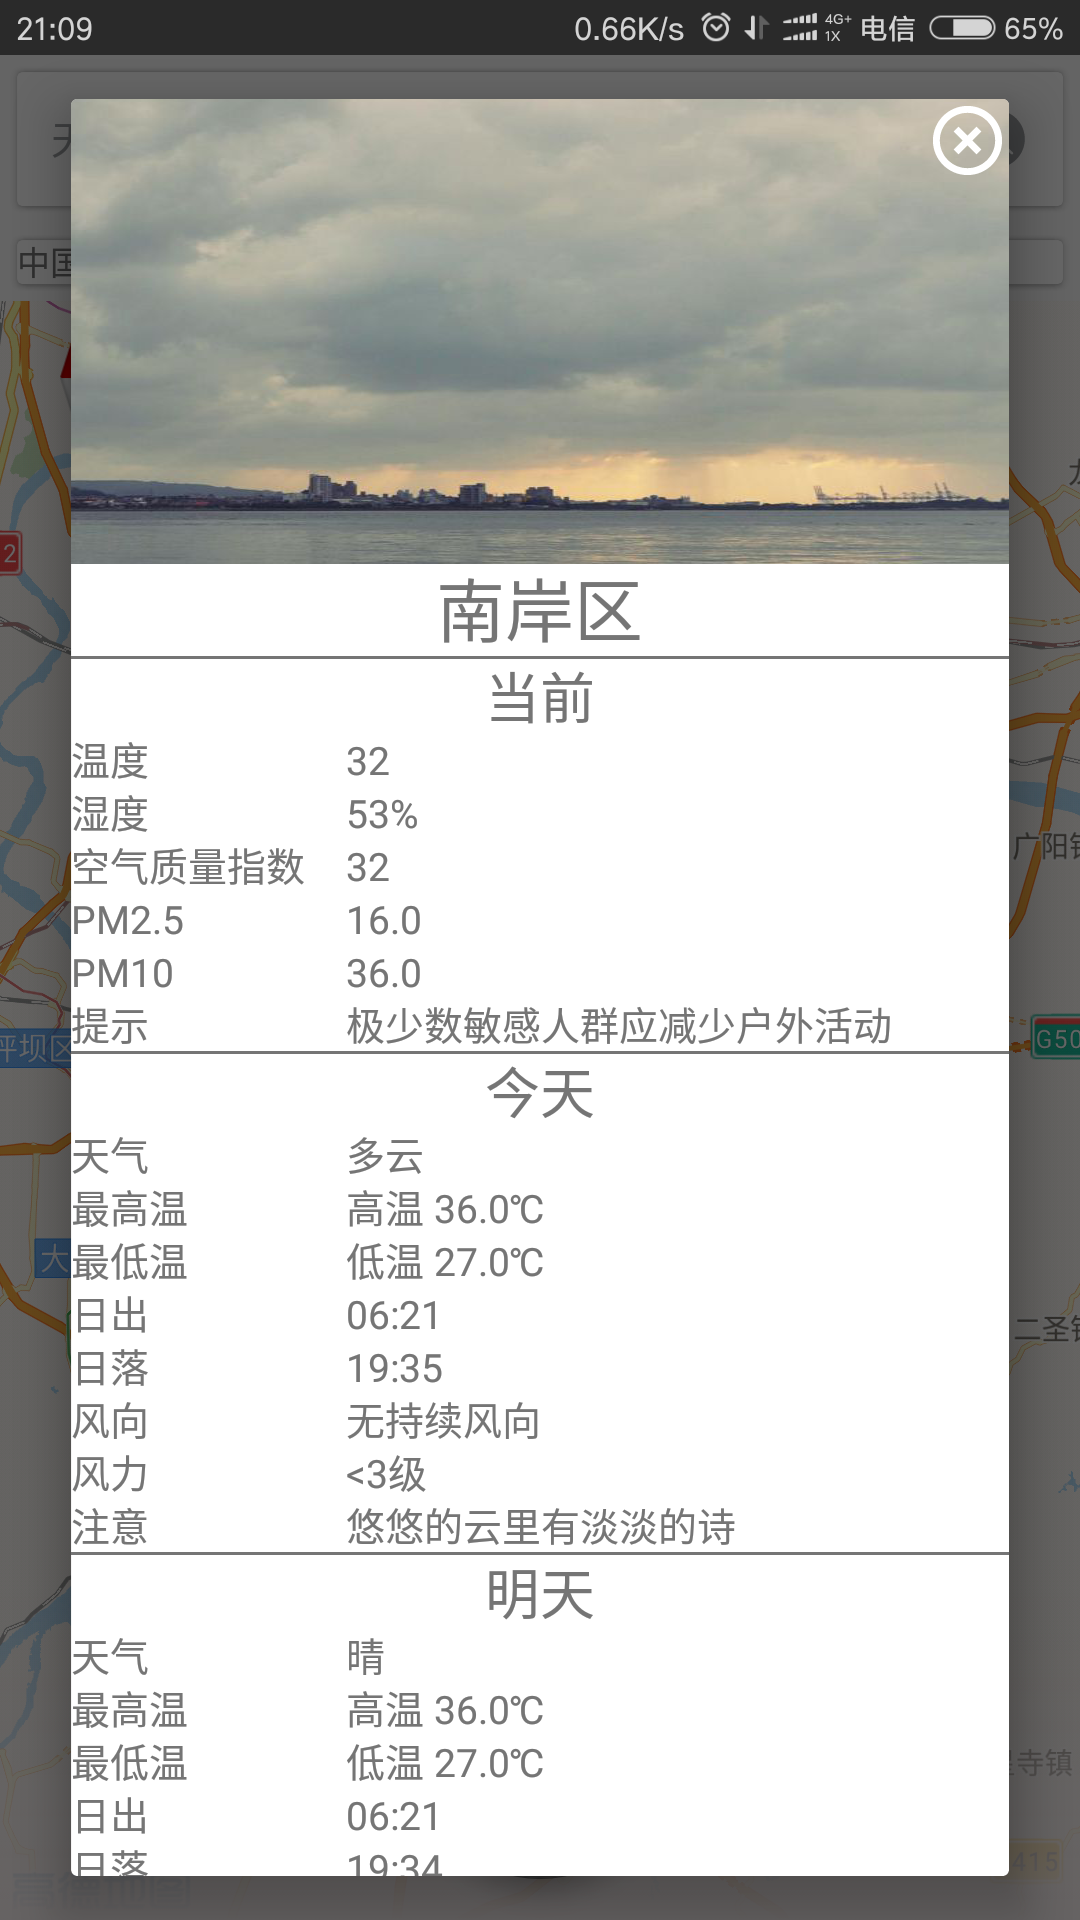 21:09 0.66K/s 4G+ 1X 电信 65%
中国
南岸区
当前
温度 32
湿度 53%
空气质量指数 32
PM2.5 16.0
PM10 36.0
提示 极少数敏感人群应减少户外活动
今天
天气 多云
最高温 高温 36.0℃
最低温 低温 27.0℃
日出 06:21
日落 19:35
风向 无持续风向
风力 <3级
注意 悠悠的云里有淡淡的诗
明天
天气 晴
最高温 高温 36.0℃
最低温 低温 27.0℃
日出 06:21
日落 19:34
2
广阳镇
G50
坪坝区
大
二圣镇
寺镇
415
高德地图